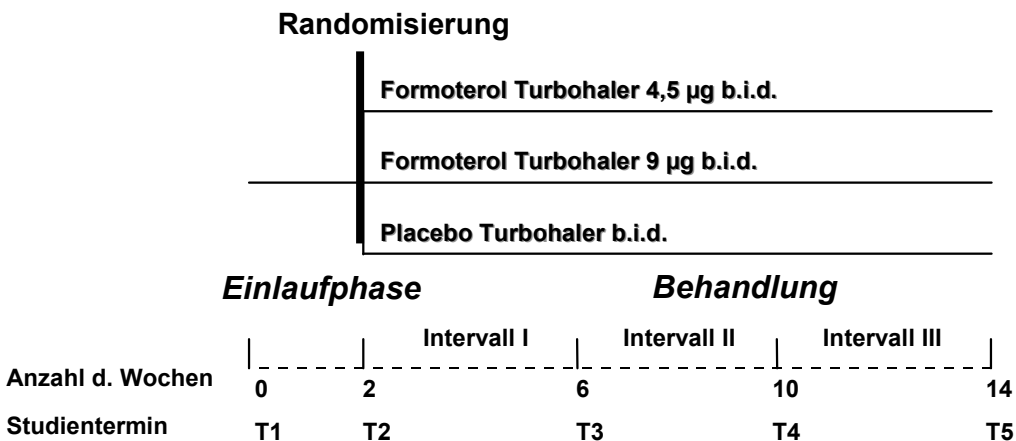 Randomisierung
Formoterol Turbohaler 4,5 µg b.i.d.
Formoterol Turbohaler 9 µg b.i.d.
Placebo Turbohaler b.i.d.
Einlaufphase Behandlung
Intervall I Intervall II Intervall III
Anzahl d. Wochen 0 2 6 10 14
Studientermin T1 T2 T3 T4 T5